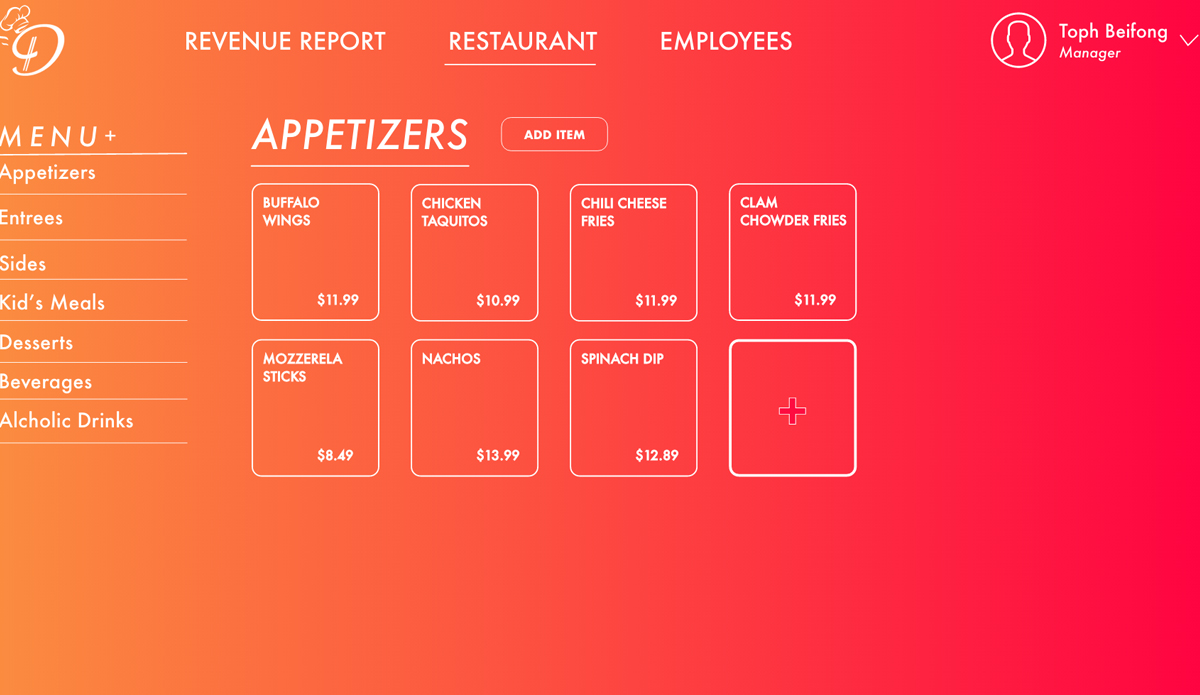 D
REVENUE REPORT
RESTAURANT
EMPLOYEES
Toph Beifong
Manager
MENU+
Appetizers
Entrees
Sides
Kid's Meals
Desserts
Beverages
Alcholic Drinks
APPETIZERS
ADD ITEM
BUFFALO
WINGS
$11.99
CHICKEN
TAQUITOS
$10.99
CHILI CHEESE
FRIES
$11.99
CLAM
CHOWDER FRIES
$11.99
MOZZERELA
STICKS
$8.49
NACHOS
$13.99
SPINACH DIP
$12.89
+